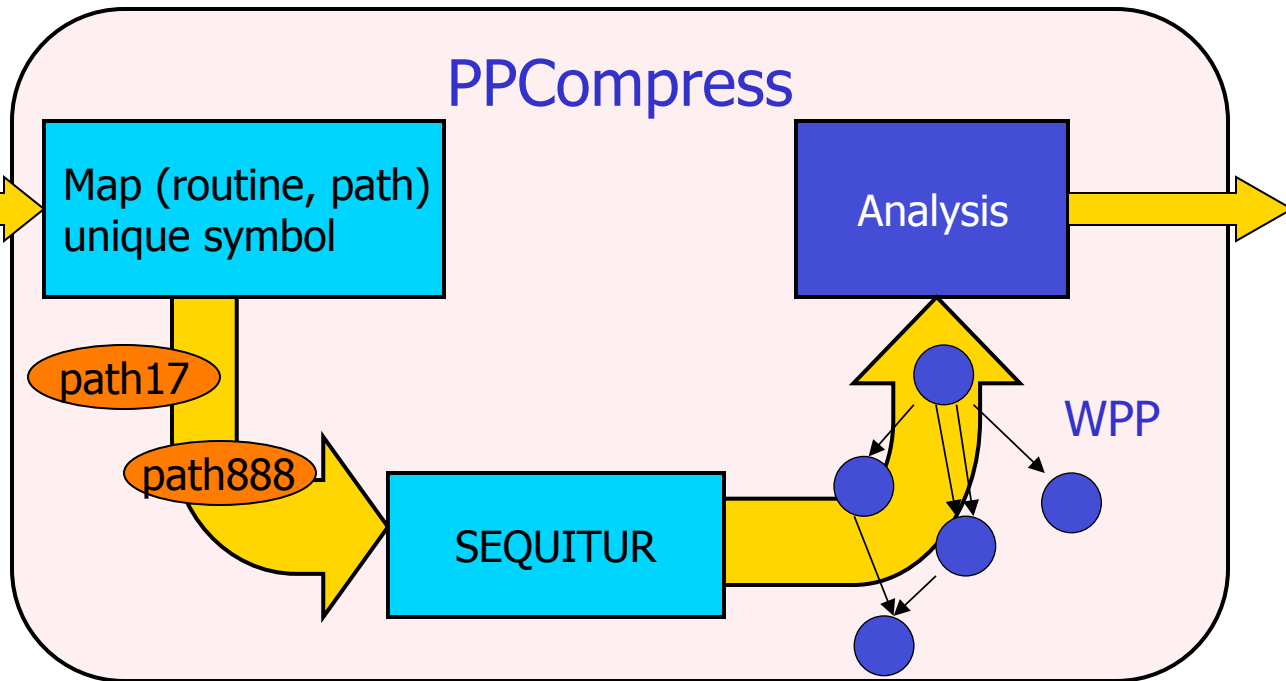 PPCompress
Map (routine, path)
unique symbol
Analysis
path17
WPP
path888
SEQUITUR